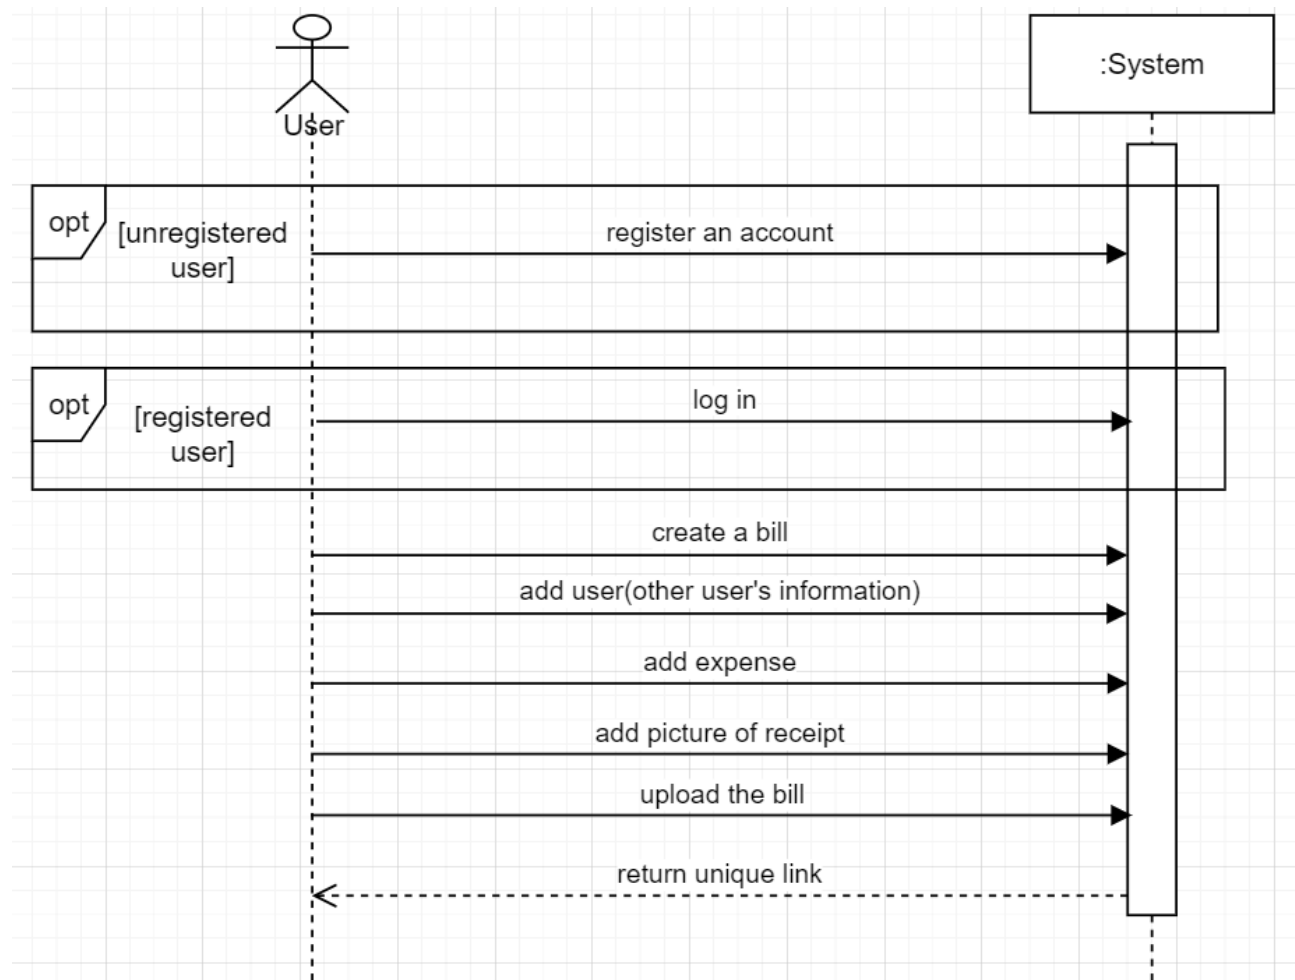 User
:System
opt
[unregistered
user]
register an account
opt
[registered
user]
log in
create a bill
add user(other user's information)
add expense
add picture of receipt
upload the bill
return unique link